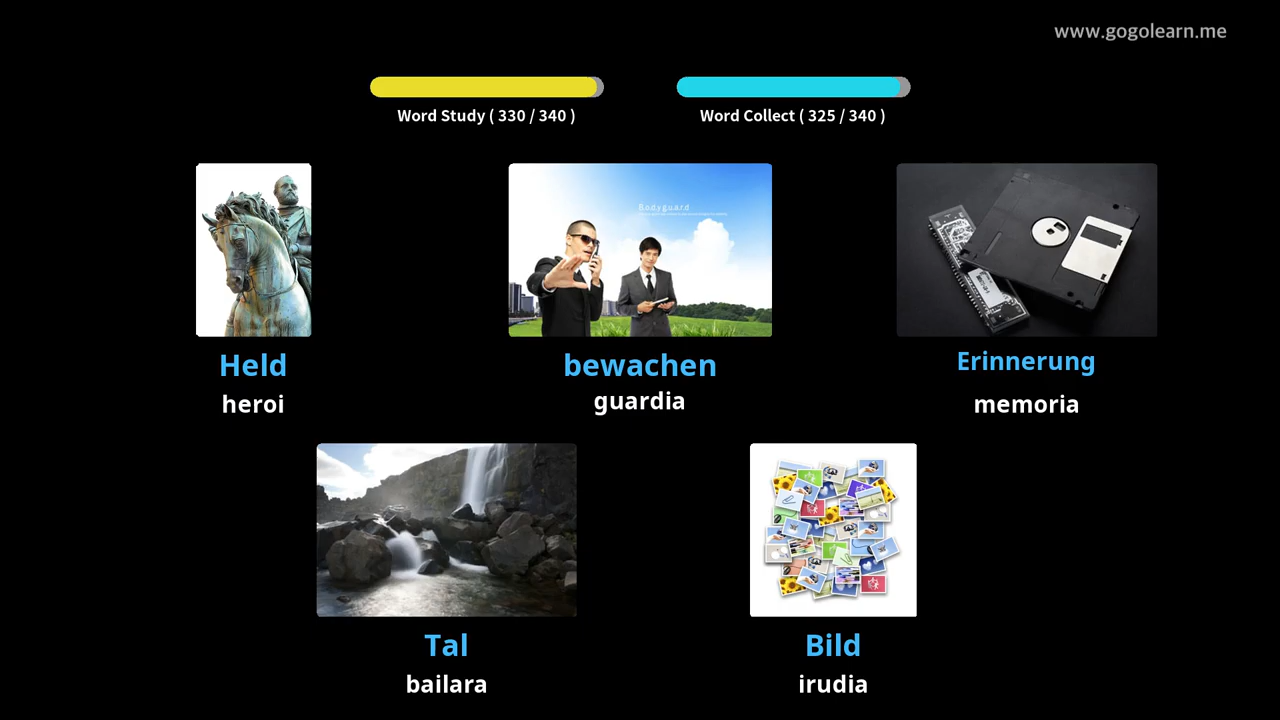 www.gogolearn.me
Word Study ( 330 / 340 )
Word Collect ( 325 / 340 )
Bodyguard
Held
bewachen
Erinnerung
heroi
guardia
memoria
Tal
Bild
bailara
irudia